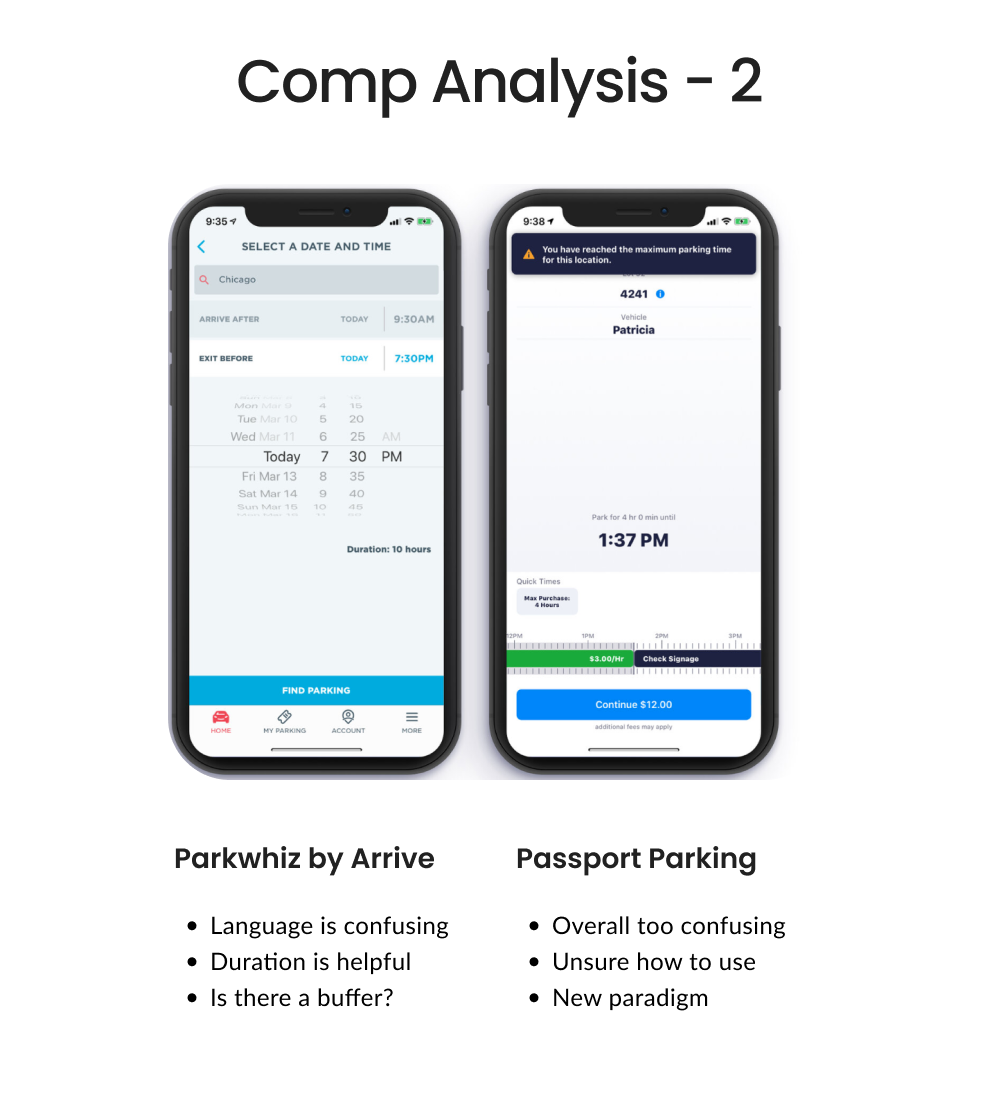 Comp Analysis - 2
9:35
SELECT A DATE AND TIME
Chicago
ARRIVE AFTER TODAY 9:30AM
EXIT BEFORE TODAY 7:30PM
Mon Mar 9 4 15
Tue Mar 10 5 20
Wed Mar 11 6 25 AM
Today 7 30 PM
Fri Mar 13 8 35
Sat Mar 14 9 40
Sun Mar 15 10 45
Duration: 10 hours
FIND PARKING
HOME MY PARKING ACCOUNT MORE
9:38
You have reached the maximum parking time
for this location.
4241
Vehicle
Patricia
Park for 4 hr 0 min until
1:37 PM
Quick Times
Max Purchase:
4 Hours
12PM 1PM 2PM 3PM
$3.00/Hr Check Signage
Continue $12.00
additional fees may apply
Parkwhiz by Arrive
Language is confusing
Duration is helpful
Is there a buffer?
Passport Parking
Overall too confusing
Unsure how to use
New paradigm